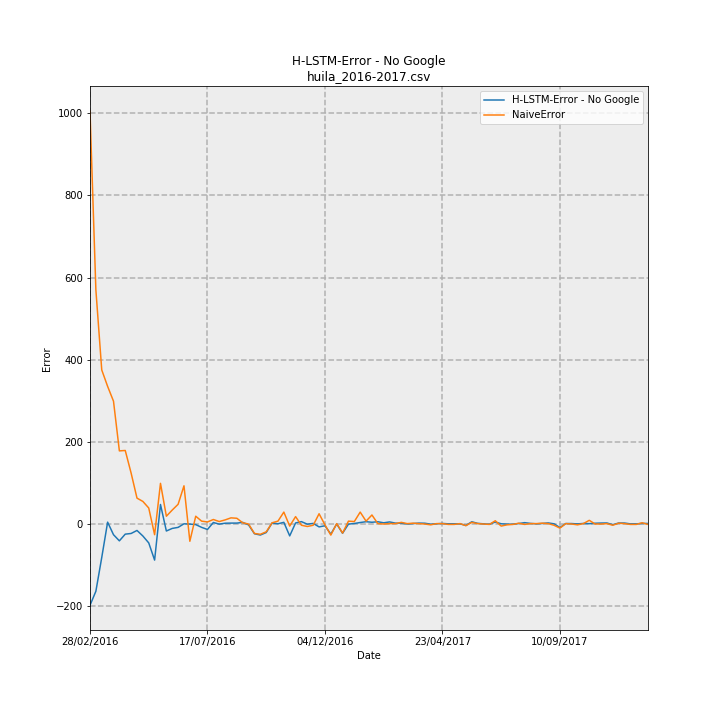 H-LSTM-Error - No Google
huila_2016-2017.csv
H-LSTM-Error - No Google
NaiveError
1000
800
600
400
200
0
−200
Error
28/02/2016
17/07/2016
04/12/2016
23/04/2017
10/09/2017
Date